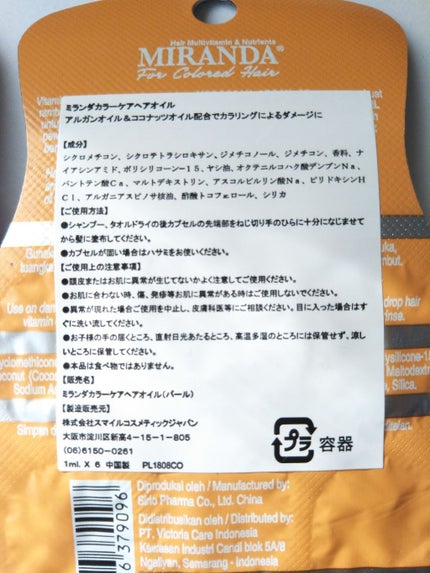 Hair Multivitamin & Nutrients
MIRANDA®
For Colored Hair
ミランダカラーケアヘアオイル
アルガンオイル&ココナッツオイル配合でカラリングによるダメージに
【成分】
シクロメチコン、シクロテトラシロキサン、ジメチコノール、ジメチコン、香料、ナ
イアシンアミド、ポリシリコーン-15、ヤシ油、オクテニルコハク酸デンプンNa、
パントテン酸Ca、マルトデキストリン、アスコルビルリン酸Na、ピリドキシンH
Cl、アルガニアスピノサ核油、酢酸トコフェロール、シリカ
【ご使用方法】
●シャンプー、タオルドライの後カプセルの先端部をねじ切り手のひらに十分になじませて
から髪に塗布してください。
●カプセルが固い場合はハサミをお使いください。
【ご使用上の注意事項】
●頭皮またはお肌に異常が生じてないかよく注意してご使用ください。
●お肌に合わない時、傷、発疹等お肌に異常がある時はご使用しないでください。
●異常が現れた場合ご使用を中止し、皮膚科医等にご相談ください。目に入った場合はす
ぐに洗い流してください。
●お子様の手の届くところ、直射日光あたるところ、高温多湿のところには保管せず、涼し
いところに保管してください。
●本品は食べ物ではありません。
【販売名】
ミランダカラーケアヘアオイル(パール)
【製造販売元】
株式会社スマイルコスメティックジャパン
大阪市淀川区新高4-15-1-805
(06)6150-0261
1ml. X 6 中国製 PL1808CO
プラ 容器
Diproduksi oleh / Manufactured by:
Sirio Pharma Co., Ltd. China
Didistribusikan oleh / Distributed by:
PT. Victoria Care Indonesia
Kawasan Industri Candi blok 5A/8
Ngaliyan, Semarang - Indonesia
6 379096